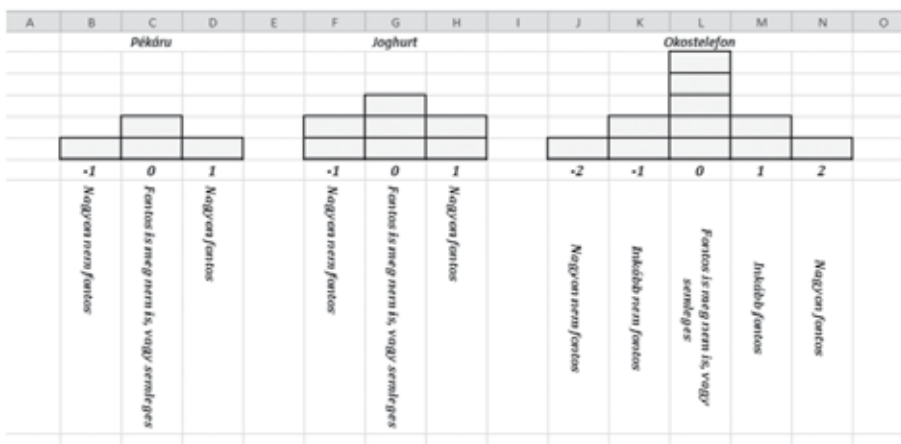 A B C D E F G H I J K L M N O
Pékáru Joghurt Okostelefon
-1 0 1 -1 0 1 -2 -1 0 1 2
Nagyon nem fontos
Fontos is meg nem is, vagy semleges
Nagyon fontos
Nagyon nem fontos
Fontos is meg nem is, vagy semleges
Nagyon fontos
Nagyon nem fontos
Inkább nem fontos
Fontos is meg nem is, vagy
semleges
Inkább fontos
Nagyon fontos